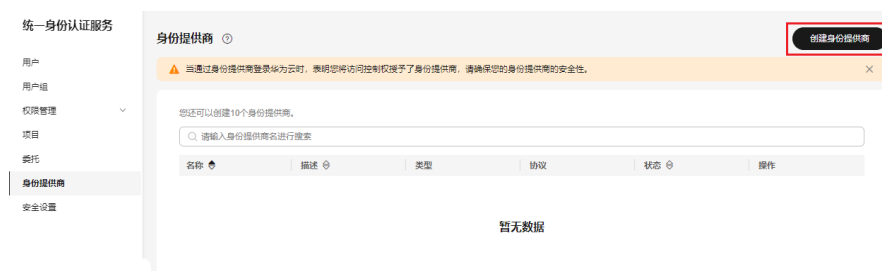 统一身份认证服务
用户
用户组
权限管理
项目
委托
身份提供商
安全设置
身份提供商
创建身份提供商
当通过身份提供商登录华为云时，表明您将访问控制权授予了身份提供商，请确保您的身份提供商的安全性。
您还可以创建10个身份提供商。
请输入身份提供商名进行搜索
名称 描述 类型 协议 状态 操作
暂无数据